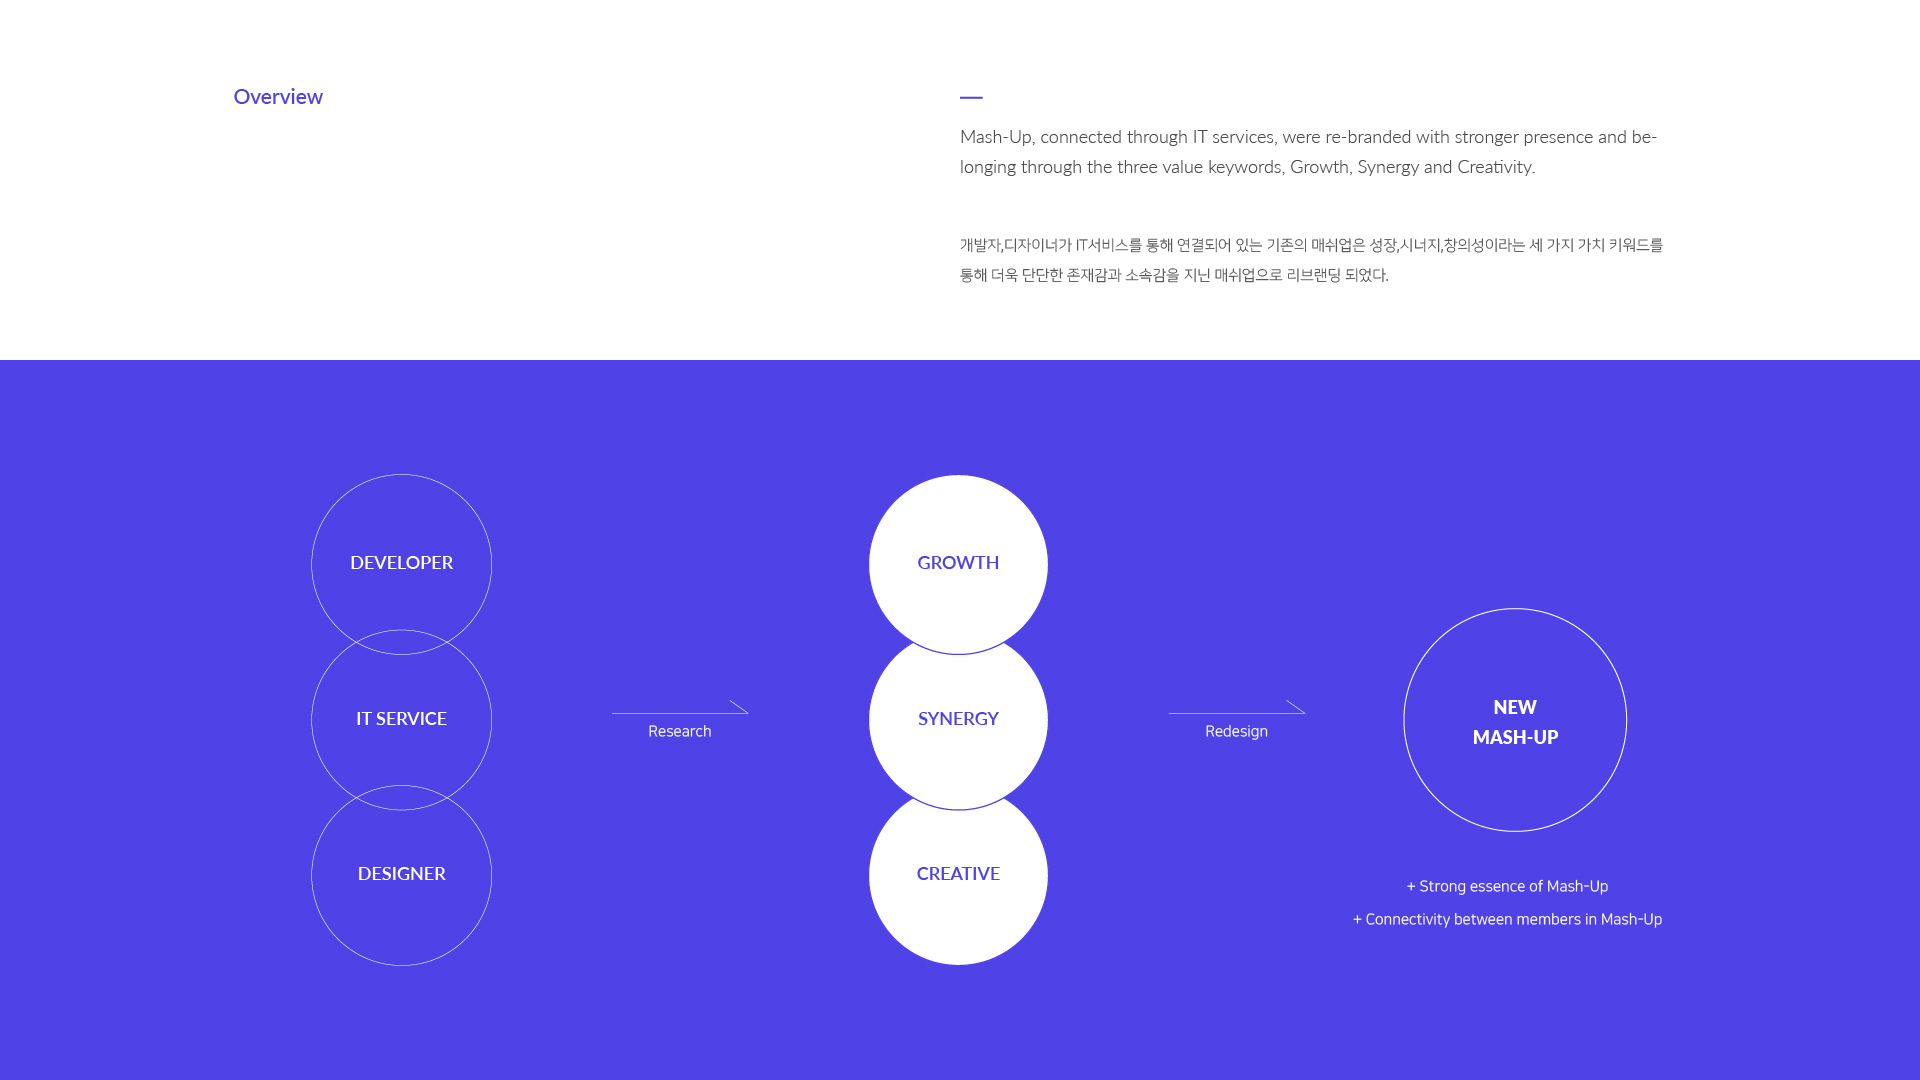 Overview
Mash-Up, connected through IT services, were re-branded with stronger presence and be-
longing through the three value keywords, Growth, Synergy and Creativity.
개발자,디자이너가 IT서비스를 통해 연결되어 있는 기존의 매쉬업은 성장,시너지,창의성이라는 세 가지 가치 키워드를
통해 더욱 단단한 존재감과 소속감을 지닌 매쉬업으로 리브랜딩 되었다.
DEVELOPER
IT SERVICE
DESIGNER
Research
GROWTH
SYNERGY
CREATIVE
Redesign
NEW
MASH-UP
+ Strong essence of Mash-Up
+ Connectivity between members in Mash-Up